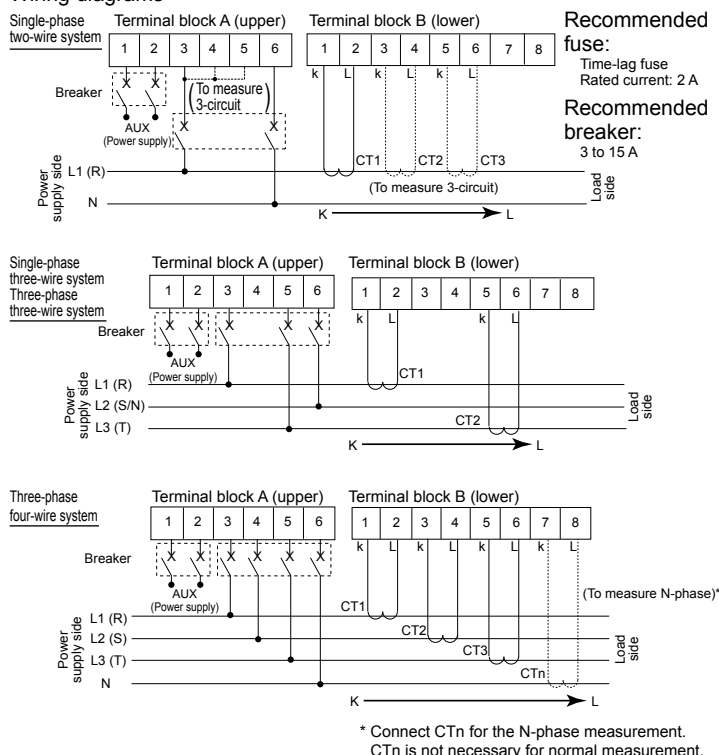 Wiring diagrams
Single-phase
two-wire system
Terminal block A (upper)
Terminal block B (lower)
1 2 3 4 5 6
1 2 3 4 5 6 7 8
k L k L k L
Breaker
(To measure
3-circuit)
AUX
(Power supply)
CT1 CT2 CT3
Power
supply side
L1 (R)
N
(To measure 3-circuit)
Load
side
K L
Recommended
fuse:
Time-lag fuse
Rated current: 2 A
Recommended
breaker:
3 to 15 A
Single-phase
three-wire system
Three-phase
three-wire system
Terminal block A (upper)
Terminal block B (lower)
1 2 3 4 5 6
1 2 3 4 5 6 7 8
k L k L
Breaker
AUX
(Power supply)
CT1
CT2
Power
supply side
L1 (R)
L2 (S/N)
L3 (T)
Load
side
K L
Three-phase
four-wire system
Terminal block A (upper)
Terminal block B (lower)
1 2 3 4 5 6
1 2 3 4 5 6 7 8
k L k L k L k L
Breaker
AUX
(Power supply)
(To measure N-phase)*
CT1
CT2
CT3
CTn
Power
supply side
L1 (R)
L2 (S)
L3 (T)
N
Load
side
K L
* Connect CTn for the N-phase measurement.
CTn is not necessary for normal measurement.